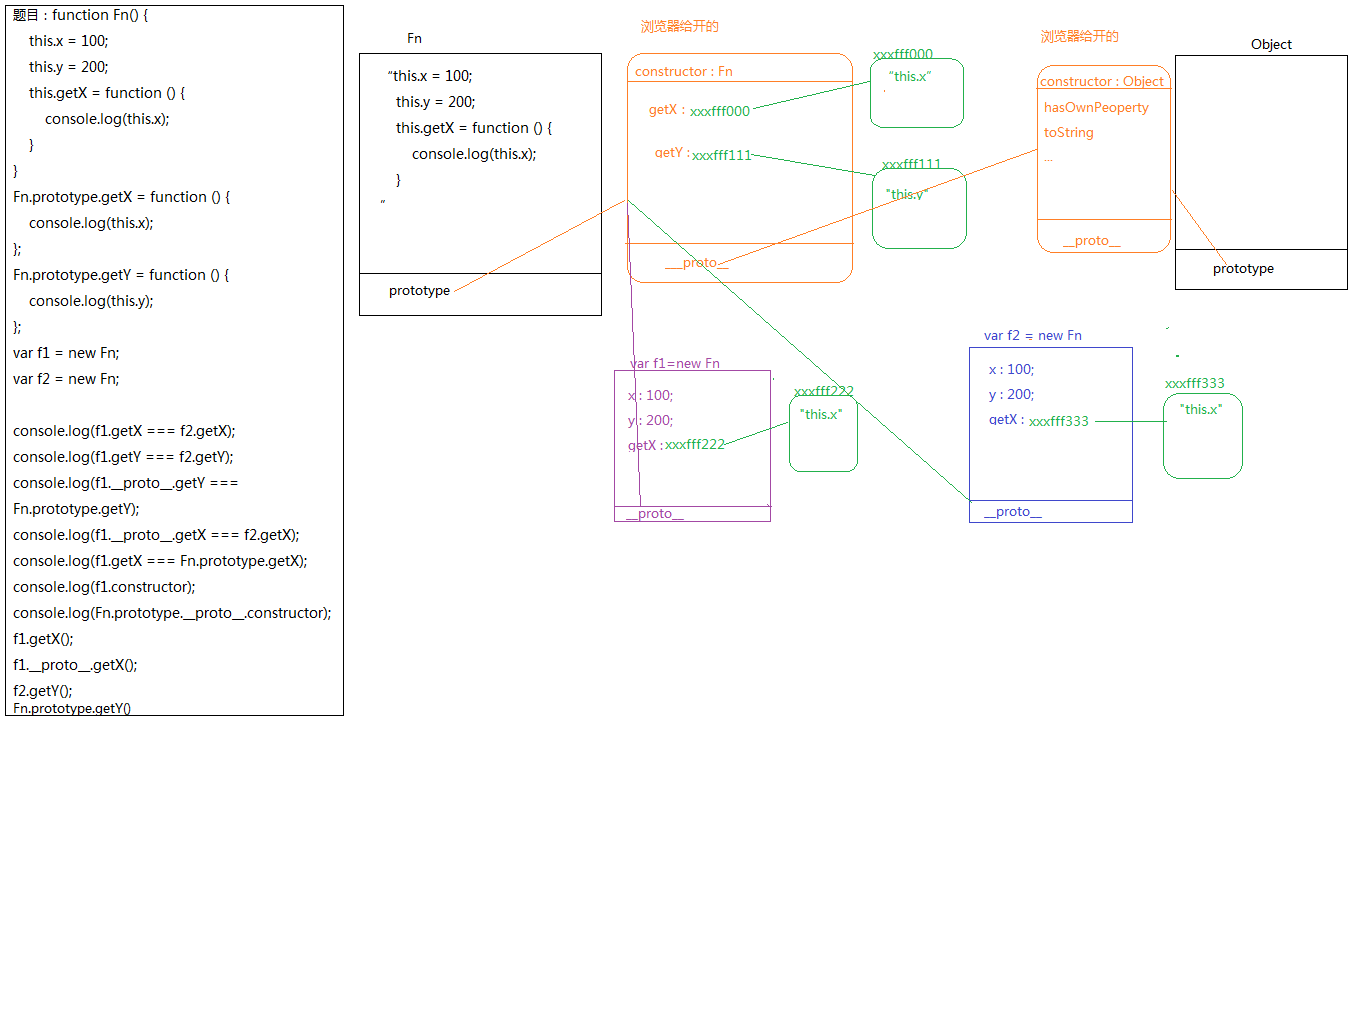 题目 : function Fn() {
this.x = 100;
this.y = 200;
this.getX = function () {
console.log(this.x);
}
}
Fn.prototype.getX = function () {
console.log(this.x);
};
Fn.prototype.getY = function () {
console.log(this.y);
};
var f1 = new Fn;
var f2 = new Fn;
console.log(f1.getX === f2.getX);
console.log(f1.getY === f2.getY);
console.log(f1.__proto__.getY ===
Fn.prototype.getY);
console.log(f1.__proto__.getX === f2.getX);
console.log(f1.getX === Fn.prototype.getX);
console.log(f1.constructor);
console.log(Fn.prototype.__proto__.constructor);
f1.getX();
f1.__proto__.getX();
f2.getY();
Fn.prototype.getY()
Fn
“this.x = 100;
this.y = 200;
this.getX = function () {
console.log(this.x);
}
”
prototype
浏览器给开的
constructor : Fn
getX : xxxfff000
getY : xxxfff111
___proto__
xxxfff000
“this.x”
xxxfff111
"this.y"
浏览器给开的
constructor : Object
hasOwnPeoperty
toString
...
__proto__
Object
prototype
var f1=new Fn
x : 100;
y : 200;
getX : xxxfff222
__proto__
xxxfff222
"this.x"
var f2 = new Fn
x : 100;
y : 200;
getX : xxxfff333
__proto__
xxxfff333
"this.x"